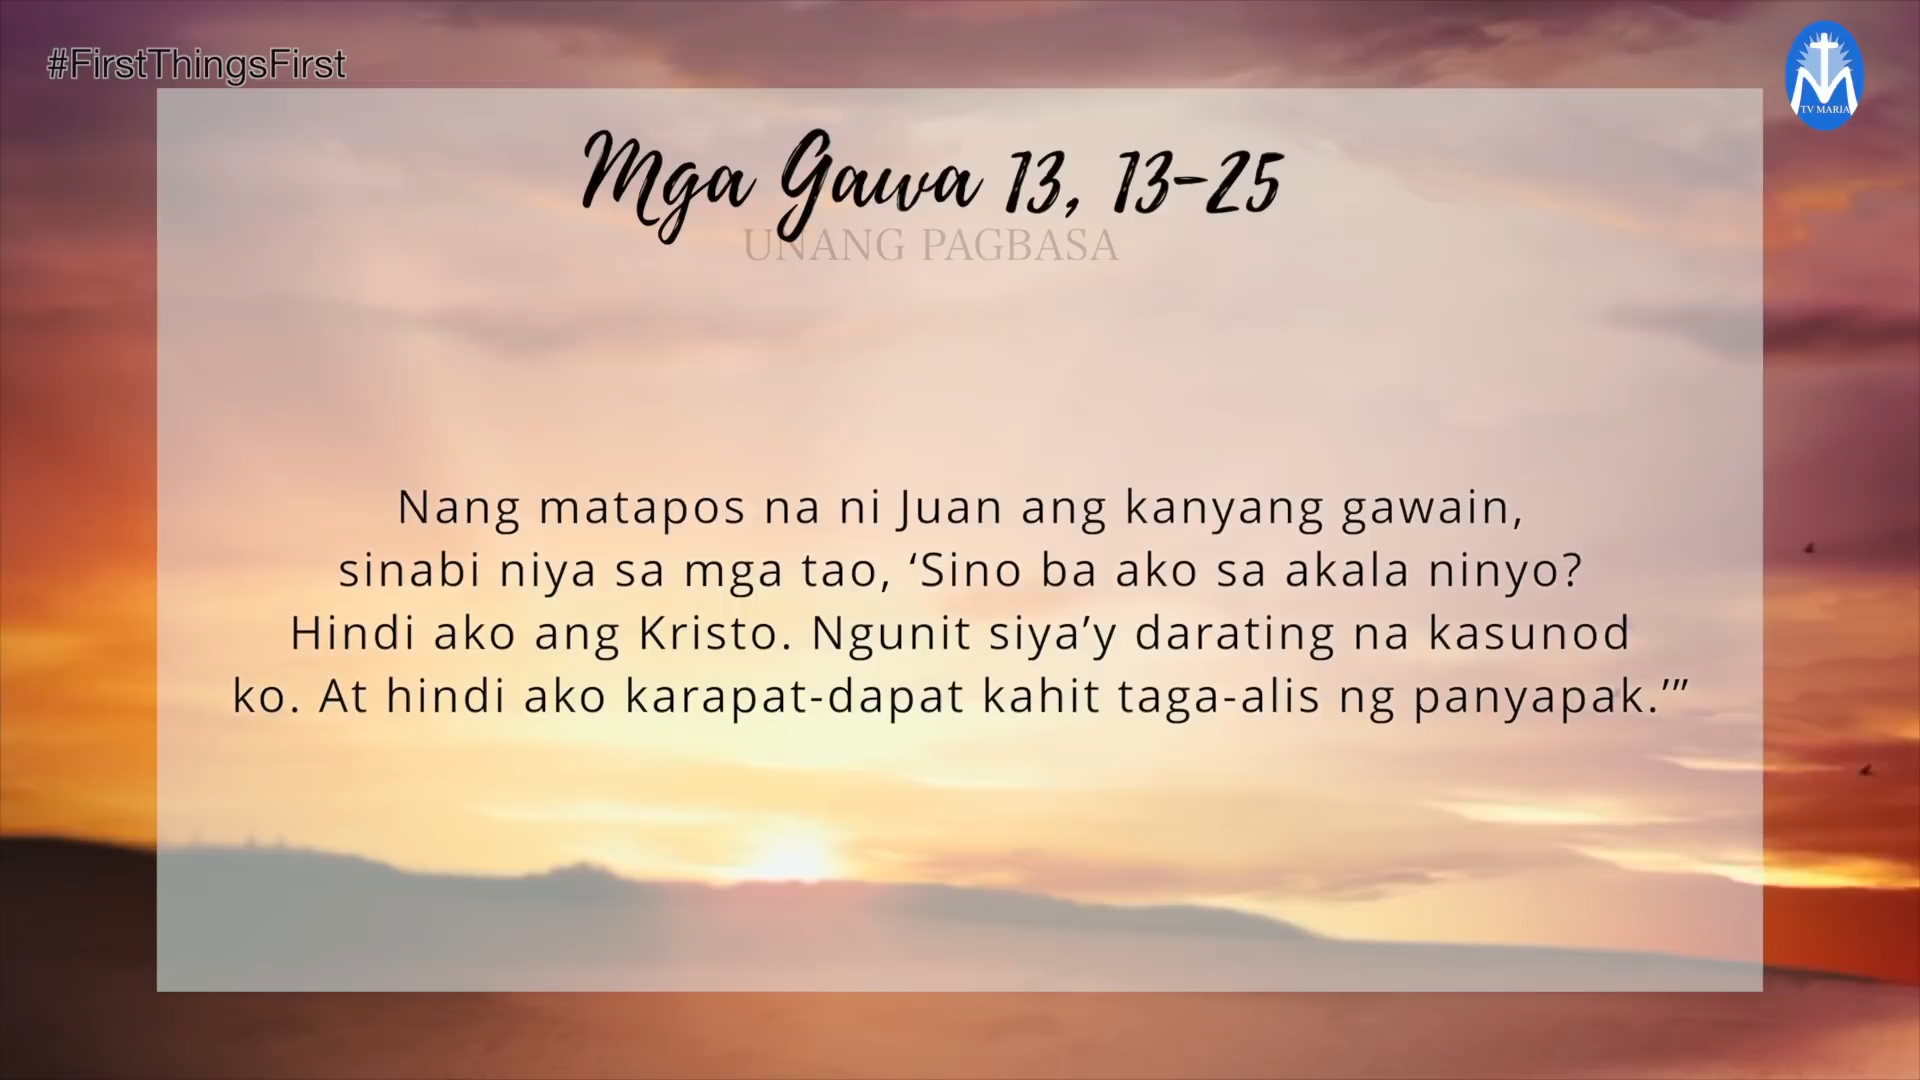 #FirstThingsFirst
TV MARIA
Mga Gawa 13, 13-25
UNANG PAGBASA
Nang matapos na ni Juan ang kanyang gawain,
sinabi niya sa mga tao, ‘Sino ba ako sa akala ninyo?
Hindi ako ang Kristo. Ngunit siya’y darating na kasunod
ko. At hindi ako karapat-dapat kahit taga-alis ng panyapak.’”